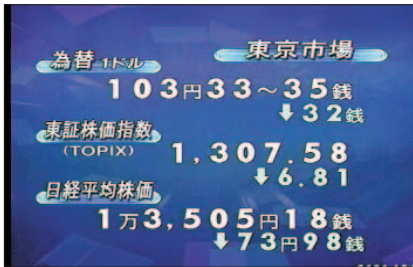 東京市場
為替 1ドル
103円33～35銭
↓32銭
東証株価指数
(TOPIX)
1,307.58
↓6.81
日経平均株価
1万3,505円18銭
↓73円98銭